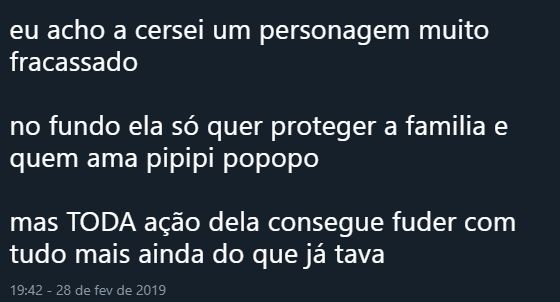 eu acho a cersei um personagem muito
fracassado
no fundo ela só quer proteger a familia e
quem ama pipipi popopo
mas TODA ação dela consegue fuder com
tudo mais ainda do que já tava
19:42 - 28 de fev de 2019